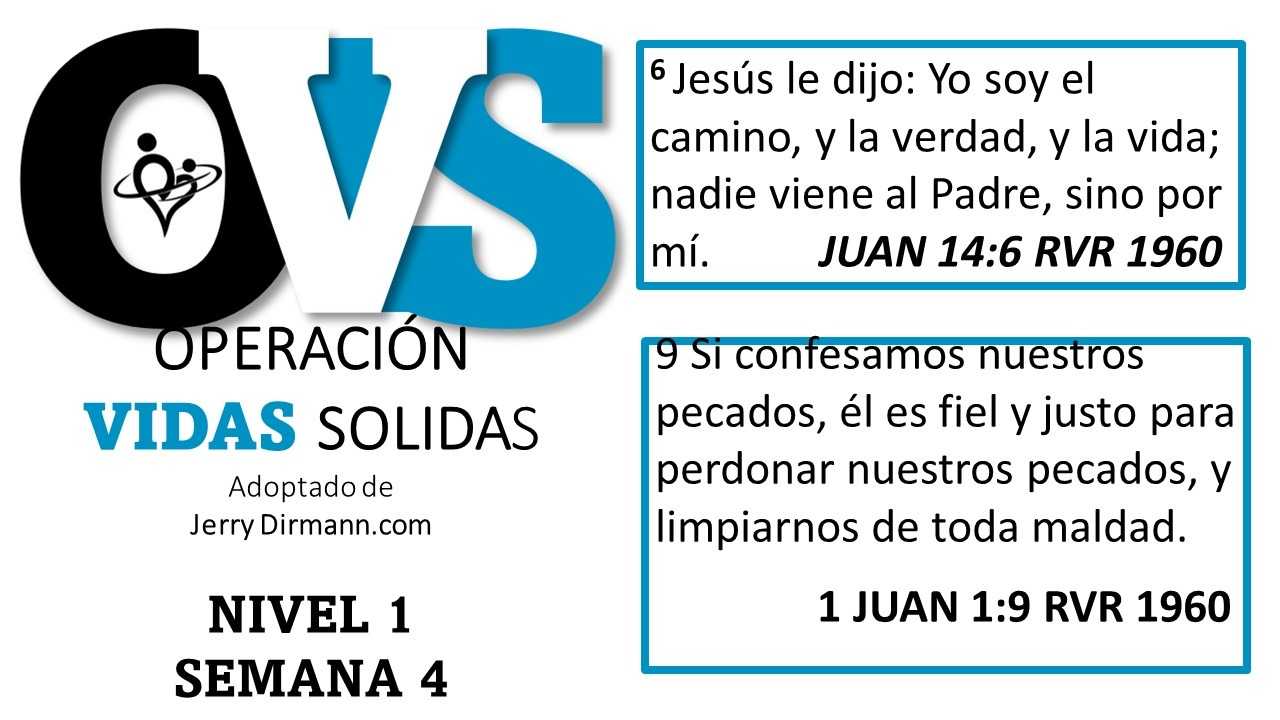 OVS
OPERACIÓN
VIDAS SOLIDAS
Adoptado de
Jerry Dirmann.com
NIVEL 1
SEMANA 4
6 Jesús le dijo: Yo soy el
camino, y la verdad, y la vida;
nadie viene al Padre, sino por
mí. JUAN 14:6 RVR 1960
9 Si confesamos nuestros
pecados, él es fiel y justo para
perdonar nuestros pecados, y
limpiarnos de toda maldad.
1 JUAN 1:9 RVR 1960